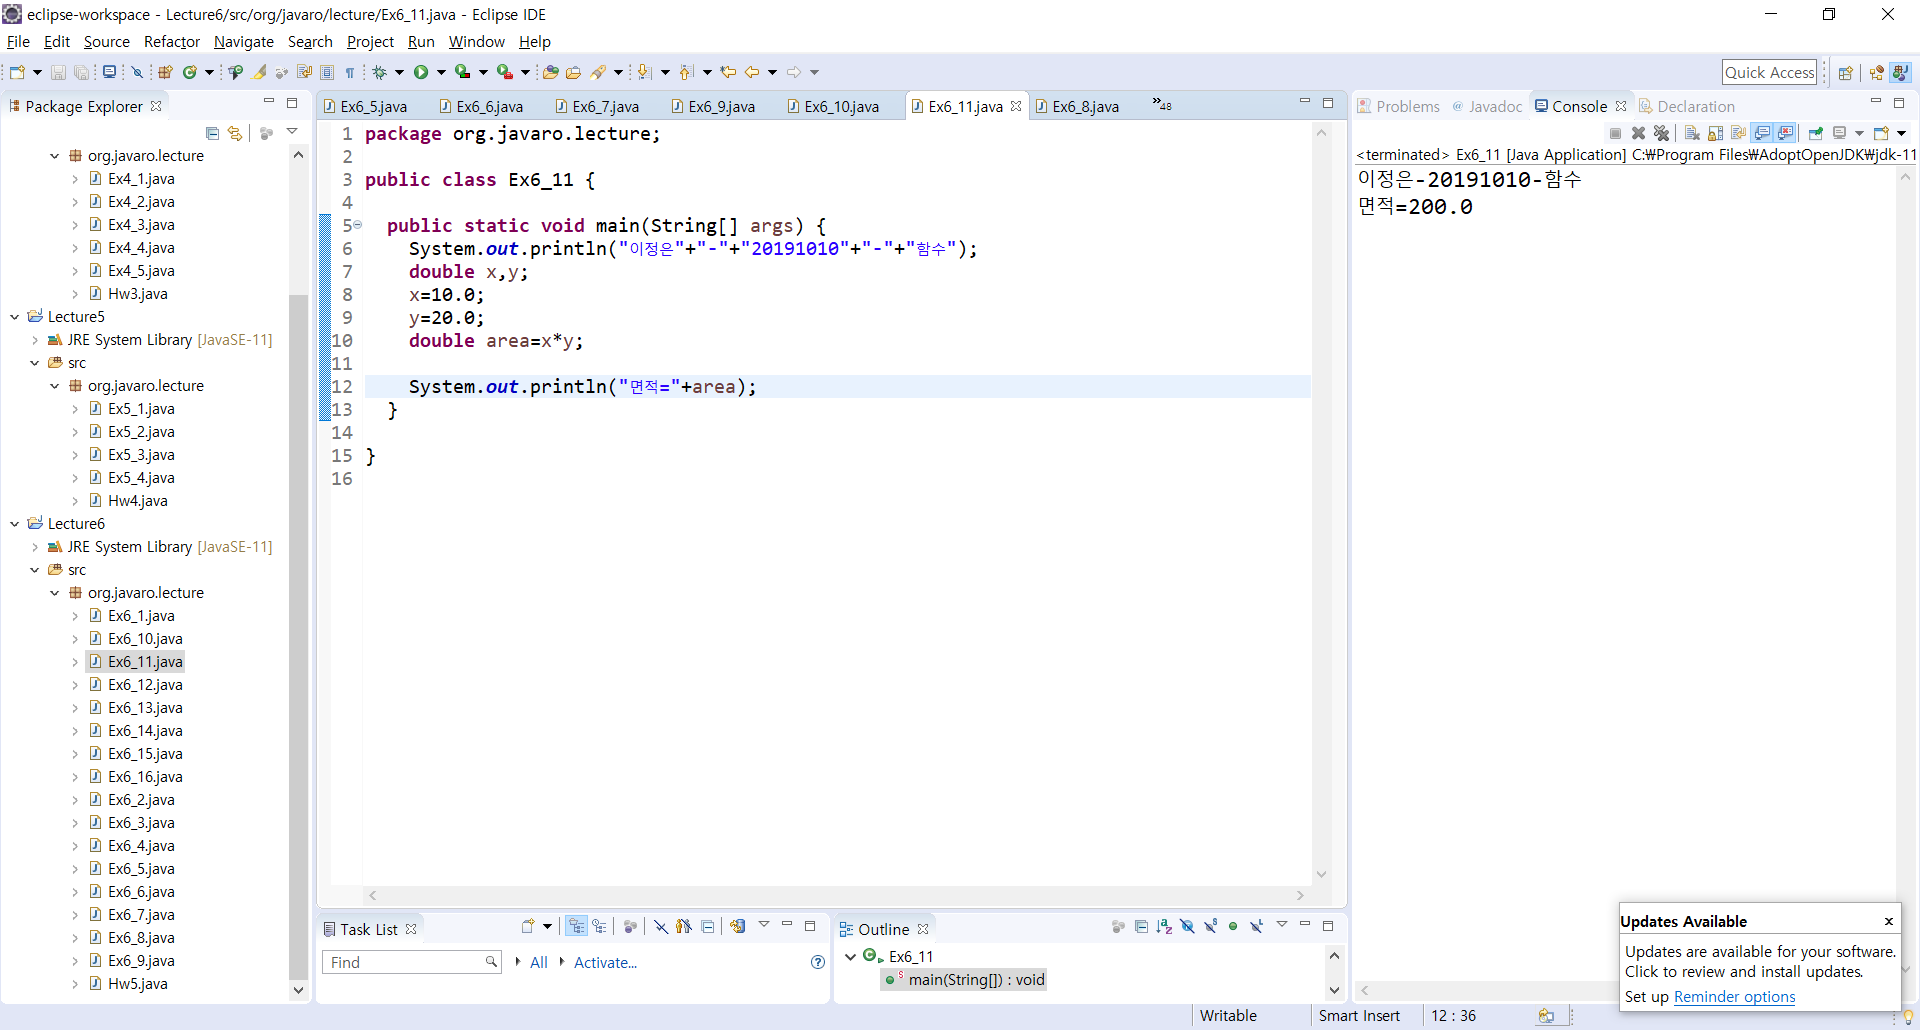 eclipse-workspace - Lecture6/src/org/javaro/lecture/Ex6_11.java - Eclipse IDE
File Edit Source Refactor Navigate Search Project Run Window Help
Quick Access
Package Explorer
org.javaro.lecture
Ex4_1.java
Ex4_2.java
Ex4_3.java
Ex4_4.java
Ex4_5.java
Hw3.java
Lecture5
JRE System Library [JavaSE-11]
src
org.javaro.lecture
Ex5_1.java
Ex5_2.java
Ex5_3.java
Ex5_4.java
Hw4.java
Lecture6
JRE System Library [JavaSE-11]
src
org.javaro.lecture
Ex6_1.java
Ex6_10.java
Ex6_11.java
Ex6_12.java
Ex6_13.java
Ex6_14.java
Ex6_15.java
Ex6_16.java
Ex6_2.java
Ex6_3.java
Ex6_4.java
Ex6_5.java
Ex6_6.java
Ex6_7.java
Ex6_8.java
Ex6_9.java
Hw5.java
Ex6_5.java Ex6_6.java Ex6_7.java Ex6_9.java Ex6_10.java Ex6_11.java Ex6_8.java »48
1 package org.javaro.lecture;
2
3 public class Ex6_11 {
4
5 public static void main(String[] args) {
6 System.out.println("이정은"+"-"+"20191010"+"-"+"함수");
7 double x,y;
8 x=10.0;
9 y=20.0;
10 double area=x*y;
11
12 System.out.println("면적="+area);
13 }
14
15 }
16
Task List
Find All Activate...
Outline
Ex6_11
main(String[]) : void
Problems @ Javadoc Console Declaration
<terminated> Ex6_11 [Java Application] C:₩Program Files₩AdoptOpenJDK₩jdk-11
이정은-20191010-함수
면적=200.0
Updates Available
Updates are available for your software.
Click to review and install updates.
Set up Reminder options
Writable Smart Insert 12 : 36